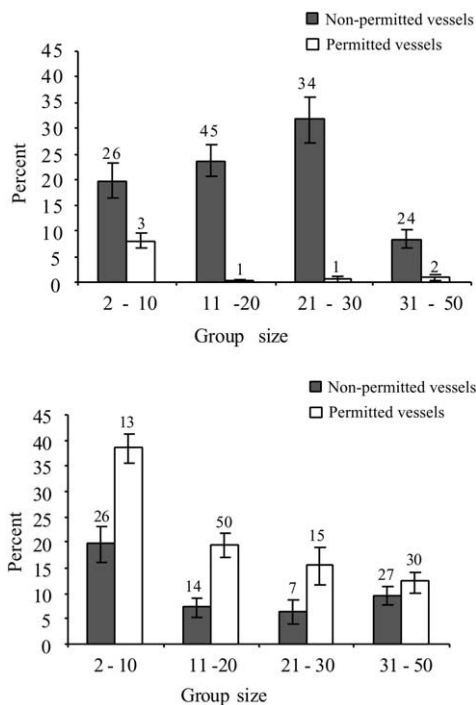 Non-permitted vessels
Permitted vessels
45
40
35
30
25
20
15
10
5
0
Percent
26
3
45
1
34
1
24
2
2 - 10
11 -20
21 - 30
31 - 50
Group size
Non-permitted vessels
Permitted vessels
45
40
35
30
25
20
15
10
5
0
Percent
26
13
14
50
7
15
27
30
2 - 10
11 -20
21 - 30
31 - 50
Group size